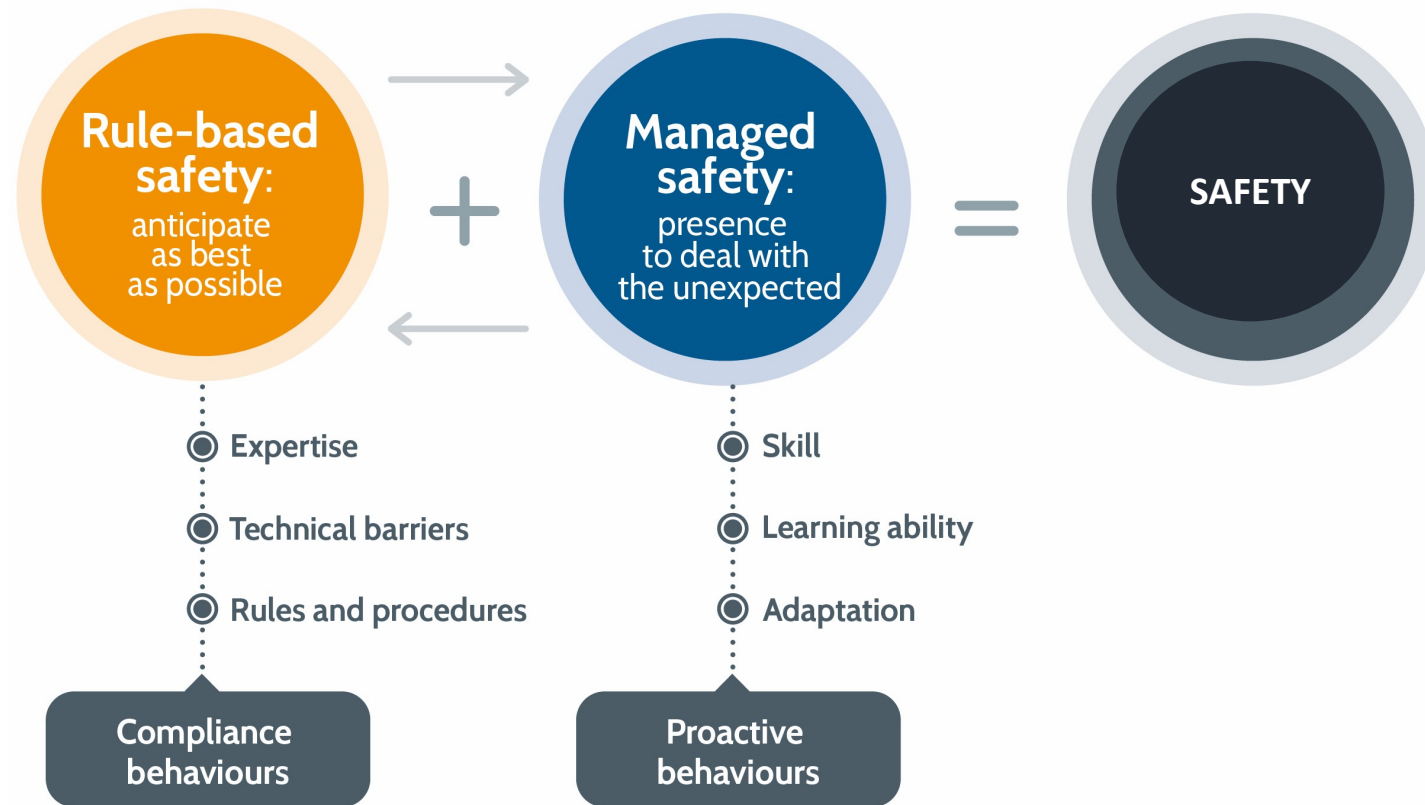 Rule-based
safety:
anticipate
as best
as possible
+
Managed
safety:
presence
to deal with
the unexpected
=
SAFETY
Expertise
Technical barriers
Rules and procedures
Compliance
behaviours
Skill
Learning ability
Adaptation
Proactive
behaviours